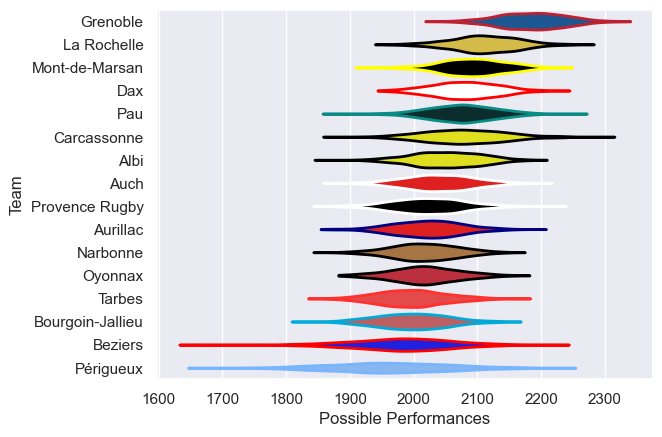 Grenoble
La Rochelle
Mont-de-Marsan
Dax
Pau
Carcassonne
Albi
Auch
Provence Rugby
Aurillac
Narbonne
Oyonnax
Tarbes
Bourgoin-Jallieu
Beziers
Périgueux
Team
1600 1700 1800 1900 2000 2100 2200 2300
Possible Performances